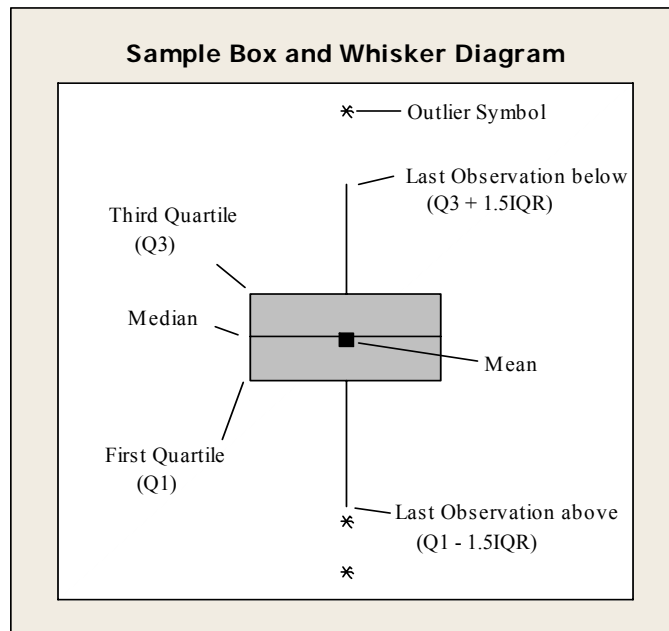 Sample Box and Whisker Diagram
Outlier Symbol
Last Observation below
(Q3 + 1.5IQR)
Third Quartile
(Q3)
Median
Mean
First Quartile
(Q1)
Last Observation above
(Q1 - 1.5IQR)